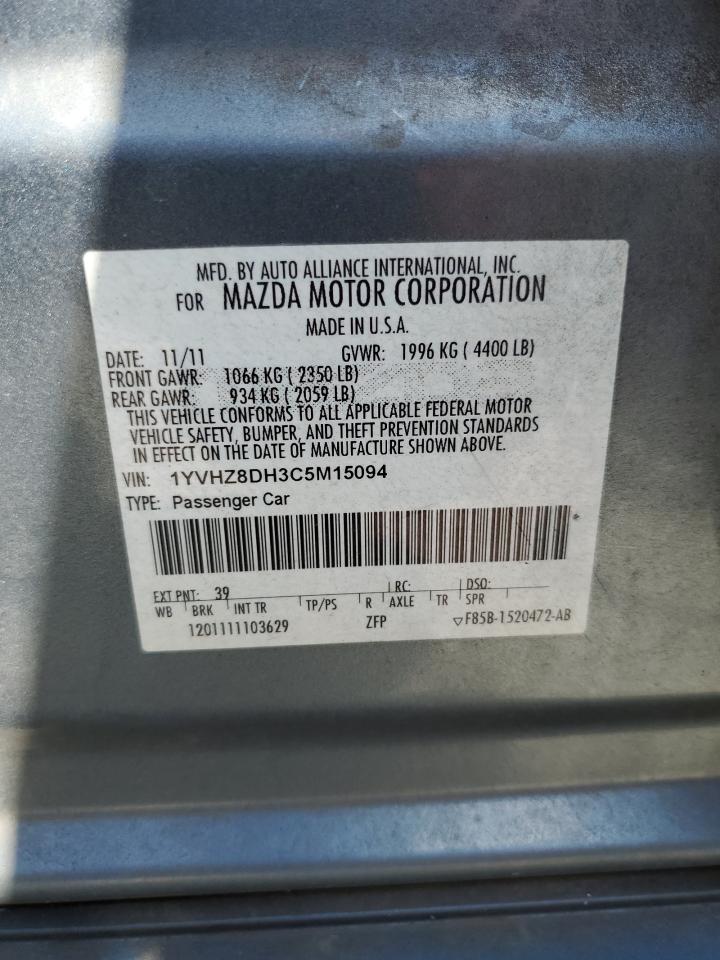 MFD. BY AUTO ALLIANCE INTERNATIONAL, INC.
FOR MAZDA MOTOR CORPORATION
MADE IN U.S.A.
DATE: 11/11 GVWR: 1996 KG ( 4400 LB)
FRONT GAWR: 1066 KG ( 2350 LB)
REAR GAWR: 934 KG ( 2059 LB)
THIS VEHICLE CONFORMS TO ALL APPLICABLE FEDERAL MOTOR
VEHICLE SAFETY, BUMPER, AND THEFT PREVENTION STANDARDS
IN EFFECT ON THE DATE OF MANUFACTURE SHOWN ABOVE.
VIN: 1YVHZ8DH3C5M15094
TYPE: Passenger Car
EXT PNT: 39 RC: DSO:
WB BRK INT TR TP/PS R AXLE TR SPR
1201111103629 ZFP ▽F85B-1520472-AB